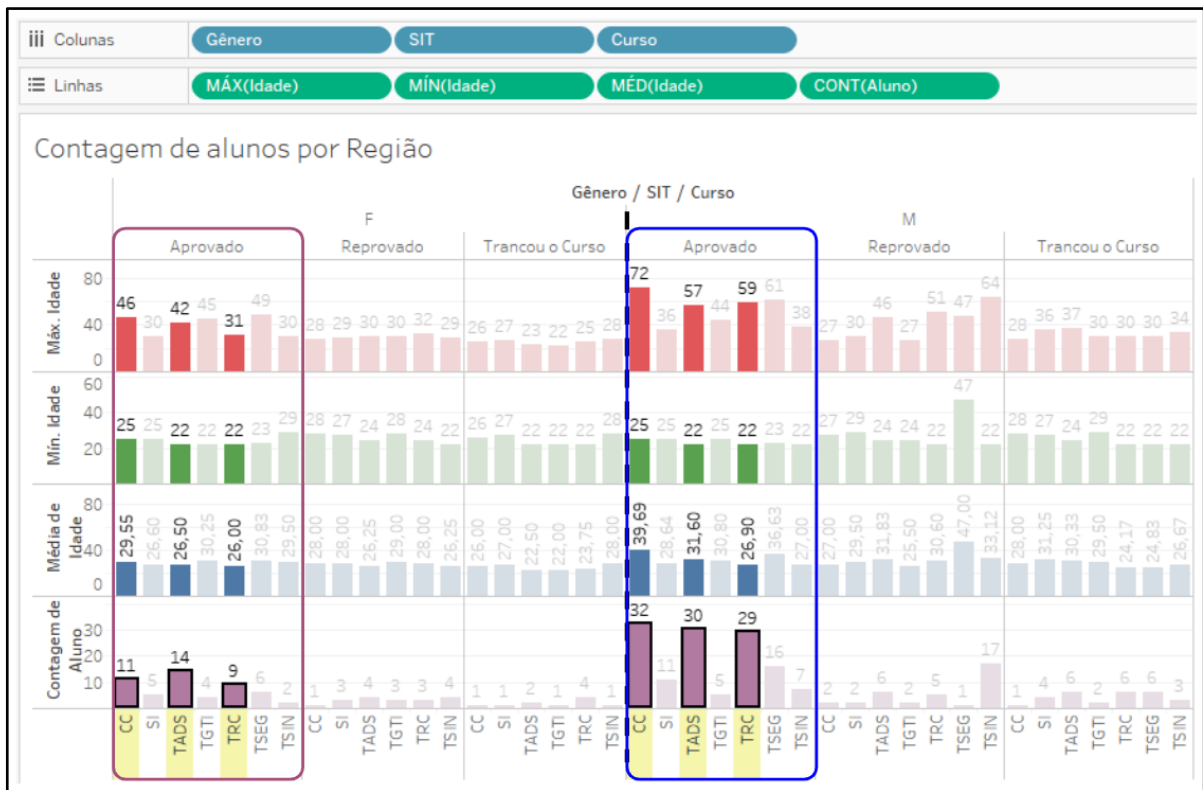 Colunas Gênero SIT Curso
Linhas MÁX(Idade) MÍN(Idade) MÉD(Idade) CONT(Aluno)
Contagem de alunos por Região
Gênero / SIT / Curso
F M
Aprovado Reprovado Trancou o Curso Aprovado Reprovado Trancou o Curso
Máx. Idade
80
40
0
46 30 42 45 31 49 30 28 29 30 30 32 29 26 27 23 22 25 28 72 36 57 44 59 61 38 27 30 46 27 51 47 64 28 36 37 30 30 30 34
Mín. Idade
60
40
20
25 25 22 22 22 23 29 28 27 24 28 24 22 26 27 22 22 22 28 25 25 22 25 22 23 22 27 29 24 24 22 47 22 28 27 24 29 22 22 22
Média de
Idade
80
40
0
29,55 26,60 26,50 30,25 26,00 30,83 29,50 28,00 28,00 26,25 29,00 28,00 26,25 26,00 27,00 22,50 22,00 23,75 28,00 39,69 28,64 31,60 30,80 26,90 36,63 27,00 27,00 29,50 31,83 25,50 30,60 47,00 33,12 28,00 31,25 30,33 29,50 24,17 24,83 26,67
Contagem de
Aluno
30
20
10
11 5 14 4 9 6 2 1 3 4 3 3 4 1 1 2 1 4 1 32 11 30 5 29 16 7 2 2 6 2 5 1 17 1 4 6 2 6 6 3
CC SI TADS TGTI TRC TSEG TSIN CC SI TADS TGTI TRC TSIN CC SI TADS TGTI TRC TSIN CC SI TADS TGTI TRC TSEG TSIN CC SI TADS TGTI TRC TSEG TSIN CC SI TADS TGTI TRC TSEG TSIN